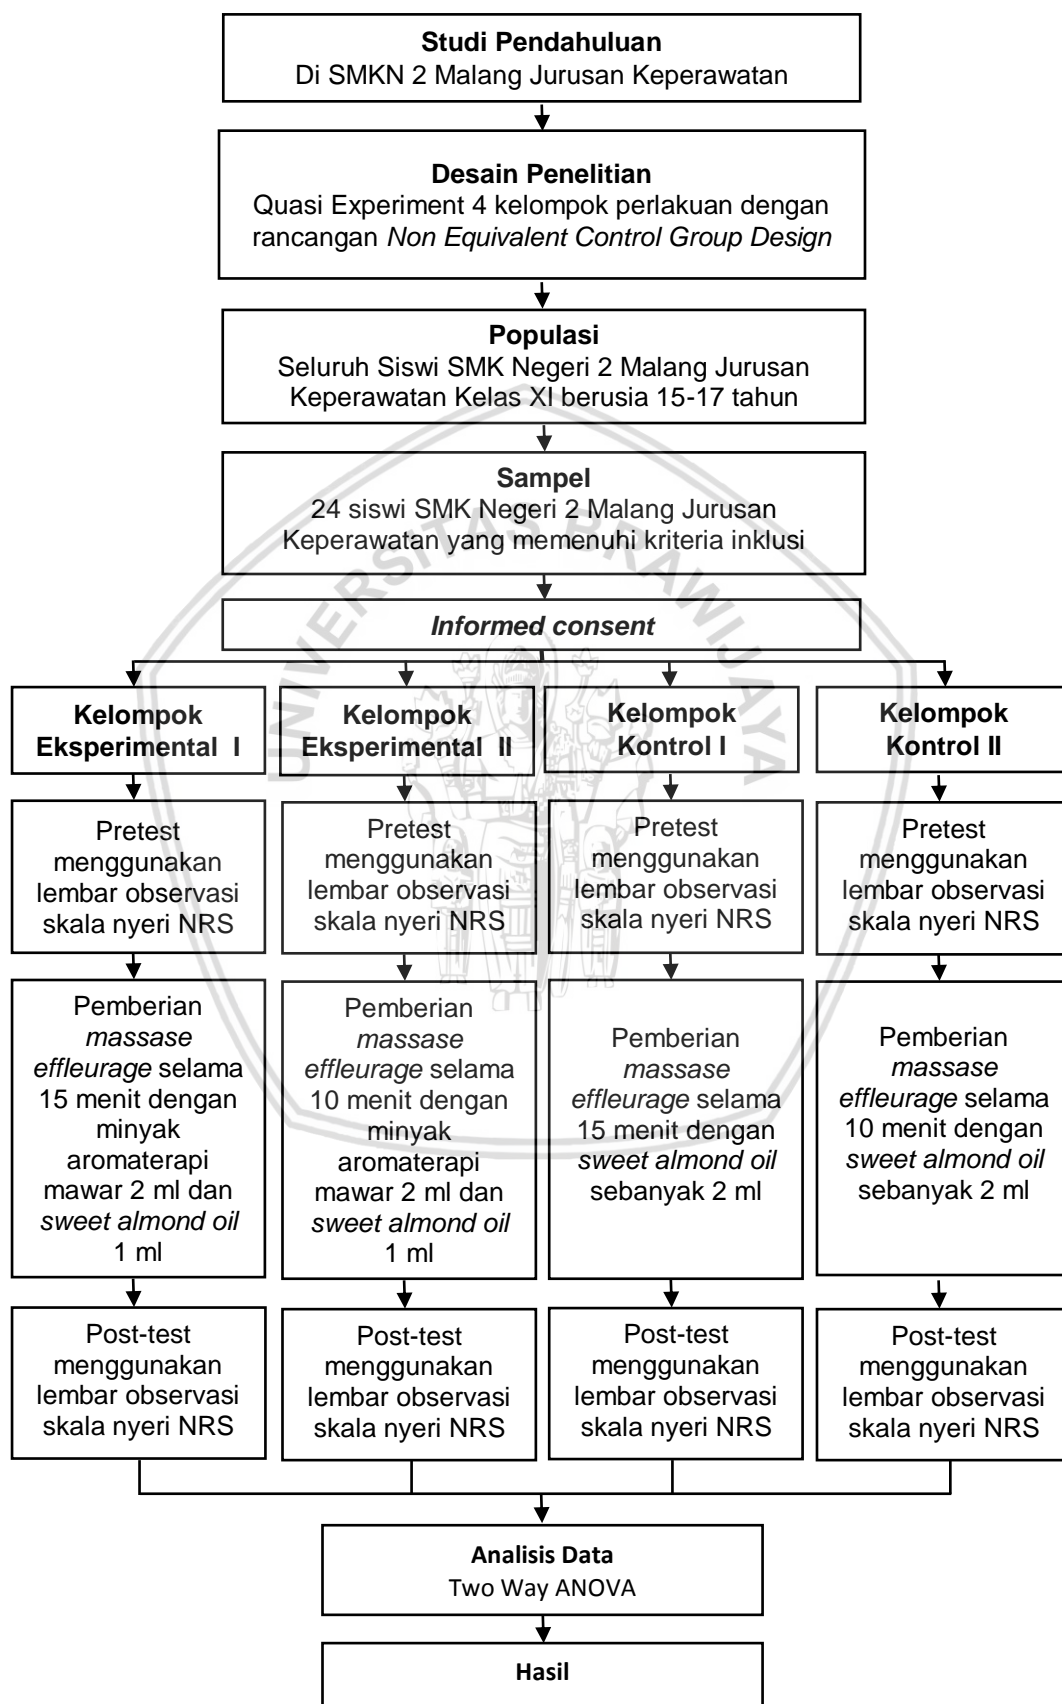 Studi Pendahuluan
Di SMKN 2 Malang Jurusan Keperawatan
Desain Penelitian
Quasi Experiment 4 kelompok perlakuan dengan
rancangan Non Equivalent Control Group Design
Populasi
Seluruh Siswi SMK Negeri 2 Malang Jurusan
Keperawatan Kelas XI berusia 15-17 tahun
Sampel
24 siswi SMK Negeri 2 Malang Jurusan
Keperawatan yang memenuhi kriteria inklusi
UNIVERSITAS BRAWIJAYA
Informed consent
Kelompok
Eksperimental I
Kelompok
Eksperimental II
Kelompok
Kontrol I
Kelompok
Kontrol II
Pretest
menggunakan
lembar observasi
skala nyeri NRS
Pretest
menggunakan
lembar observasi
skala nyeri NRS
Pretest
menggunakan
lembar observasi
skala nyeri NRS
Pretest
menggunakan
lembar observasi
skala nyeri NRS
Pemberian
massase
effleurage selama
15 menit dengan
minyak
aromaterapi
mawar 2 ml dan
sweet almond oil
1 ml
Pemberian
massase
effleurage selama
10 menit dengan
minyak
aromaterapi
mawar 2 ml dan
sweet almond oil
1 ml
Pemberian
massase
effleurage selama
15 menit dengan
sweet almond oil
sebanyak 2 ml
Pemberian
massase
effleurage selama
10 menit dengan
sweet almond oil
sebanyak 2 ml
Post-test
menggunakan
lembar observasi
skala nyeri NRS
Post-test
menggunakan
lembar observasi
skala nyeri NRS
Post-test
menggunakan
lembar observasi
skala nyeri NRS
Post-test
menggunakan
lembar observasi
skala nyeri NRS
Analisis Data
Two Way ANOVA
Hasil